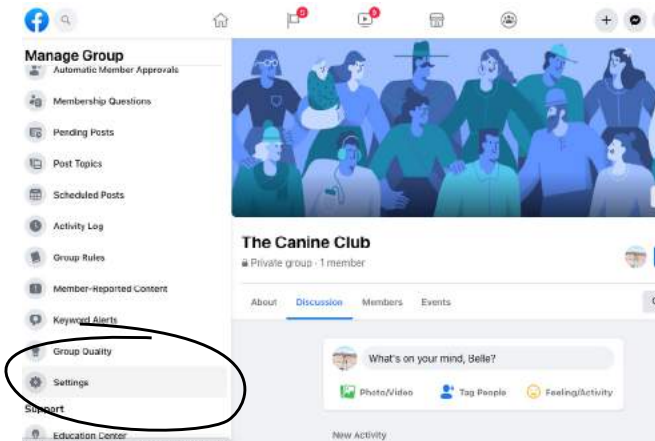 Manage Group
Automatic Member Approvals
Membership Questions
Pending Posts
Post Topics
Scheduled Posts
Activity Log
Group Rules
Member-Reported Content
Keyword Alerts
Group Quality
Settings
Support
Education Center
The Canine Club
Private group · 1 member
About Discussion Members Events
What's on your mind, Belle?
Photo/Video Tag People Feeling/Activity
New Activity